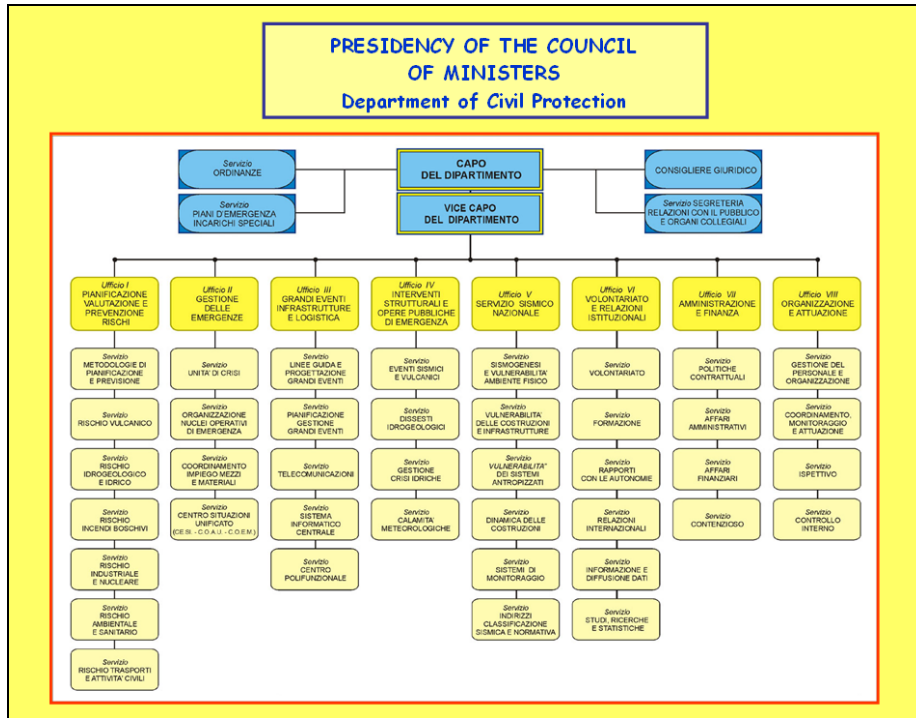 PRESIDENCY OF THE COUNCIL
OF MINISTERS
Department of Civil Protection
Servizio
ORDINANZE
CAPO
DEL DIPARTIMENTO
CONSIGLIERE GIURIDICO
Servizio
PIANI D'EMERGENZA
INCARICHI SPECIALI
VICE CAPO
DEL DIPARTIMENTO
Servizio SEGRETERIA
RELAZIONI CON IL PUBBLICO
E ORGANI COLLEGIALI
Ufficio I
PIANIFICAZIONE
VALUTAZIONE E
PREVENZIONE
RISCHI
Servizio
METODOLOGIE DI
PIANIFICAZIONE
E PREVISIONE
Servizio
RISCHIO VULCANICO
Servizio
RISCHIO
IDROGEOLOGICO
E IDRICO
Servizio
RISCHIO
INCENDI BOSCHIVI
Servizio
RISCHIO
INDUSTRIALE
E NUCLEARE
Servizio
RISCHIO
AMBIENTALE
E SANITARIO
Servizio
RISCHIO TRASPORTI
E ATTIVITA' CIVILI
Ufficio II
GESTIONE
DELLE
EMERGENZE
Servizio
UNITA' DI CRISI
Servizio
ORGANIZZAZIONE
NUCLEI OPERATIVI
DI EMERGENZA
Servizio
COORDINAMENTO
IMPIEGO MEZZI
E MATERIALI
Servizio
CENTRO SITUAZIONI
UNIFICATO
(CE.SI. - C.O.A.U. - C.O.E.M.)
Ufficio III
GRANDI EVENTI
INFRASTRUTTURE
E LOGISTICA
Servizio
LINEE GUIDA E
PROGETTAZIONE
GRANDI EVENTI
Servizio
PIANIFICAZIONE
GESTIONE
GRANDI EVENTI
Servizio
TELECOMUNICAZIONI
Servizio
SISTEMA
INFORMATICO
CENTRALE
Servizio
CENTRO
POLIFUNZIONALE
Ufficio IV
INTERVENTI
STRUTTURALI E
OPERE PUBBLICHE
DI EMERGENZA
Servizio
EVENTI SISMICI
E VULCANICI
Servizio
DISSESTI
IDROGEOLOGICI
Servizio
GESTIONE
CRISI IDRICHE
Servizio
CALAMITA'
METEOROLOGICHE
Ufficio V
SERVIZIO SISMICO
NAZIONALE
Servizio
SISMOGENESI
E VULNERABILITA'
AMBIENTE FISICO
Servizio
VULNERABILITA'
DELLE COSTRUZIONI
E INFRASTRUTTURE
Servizio
VULNERABILITA'
DEI SISTEMI
ANTROPIZZATI
Servizio
DINAMICA DELLE
COSTRUZIONI
Servizio
SISTEMI DI
MONITORAGGIO
Servizio
INDIRIZZI
CLASSIFICAZIONE
SISMICA E NORMATIVA
Ufficio VI
VOLONTARIATO
E RELAZIONI
ISTITUZIONALI
Servizio
VOLONTARIATO
Servizio
FORMAZIONE
Servizio
RAPPORTI
CON LE AUTONOMIE
Servizio
RELAZIONI
INTERNAZIONALI
Servizio
INFORMAZIONE E
DIFFUSIONE DATI
Servizio
STUDI, RICERCHE
E STATISTICHE
Ufficio VII
AMMINISTRAZIONE
E FINANZA
Servizio
POLITICHE
CONTRATTUALI
Servizio
AFFARI
AMMINISTRATIVI
Servizio
AFFARI
FINANZIARI
Servizio
CONTENZIOSO
Ufficio VIII
ORGANIZZAZIONE
E ATTUAZIONE
Servizio
GESTIONE DEL
PERSONALE E
ORGANIZZAZIONE
Servizio
COORDINAMENTO,
MONITORAGGIO
E ATTUAZIONE
Servizio
ISPETTIVO
Servizio
CONTROLLO
INTERNO